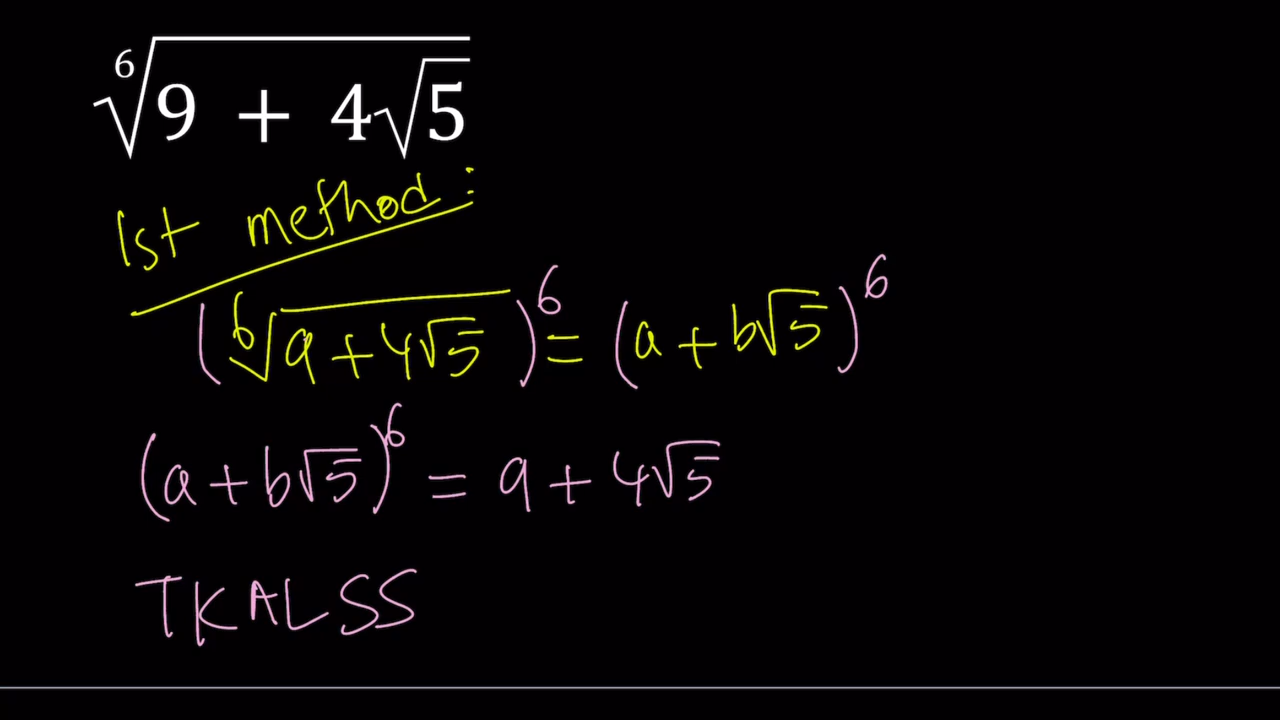 ⁶√(9 + 4√5)
1st method:
(⁶√(9+4√5))⁶ = (a+b√5)⁶
(a+b√5)⁶ = 9+4√5
TKALSS